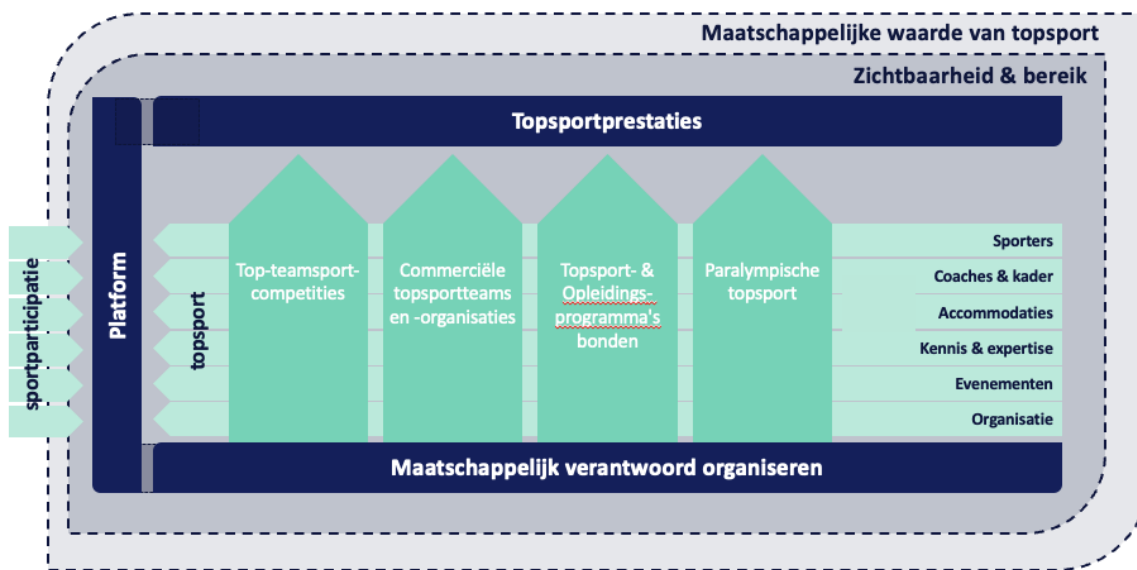 Maatschappelijke waarde van topsport
Zichtbaarheid & bereik
Topsportprestaties
sportparticipatie
Platform
topsport
Top-teamsport-
competities
Commerciële
topsportteams
en -organisaties
Topsport- &
Opleidings-
programma's
bonden
Paralympische
topsport
Sporters
Coaches & kader
Accommodaties
Kennis & expertise
Evenementen
Organisatie
Maatschappelijk verantwoord organiseren